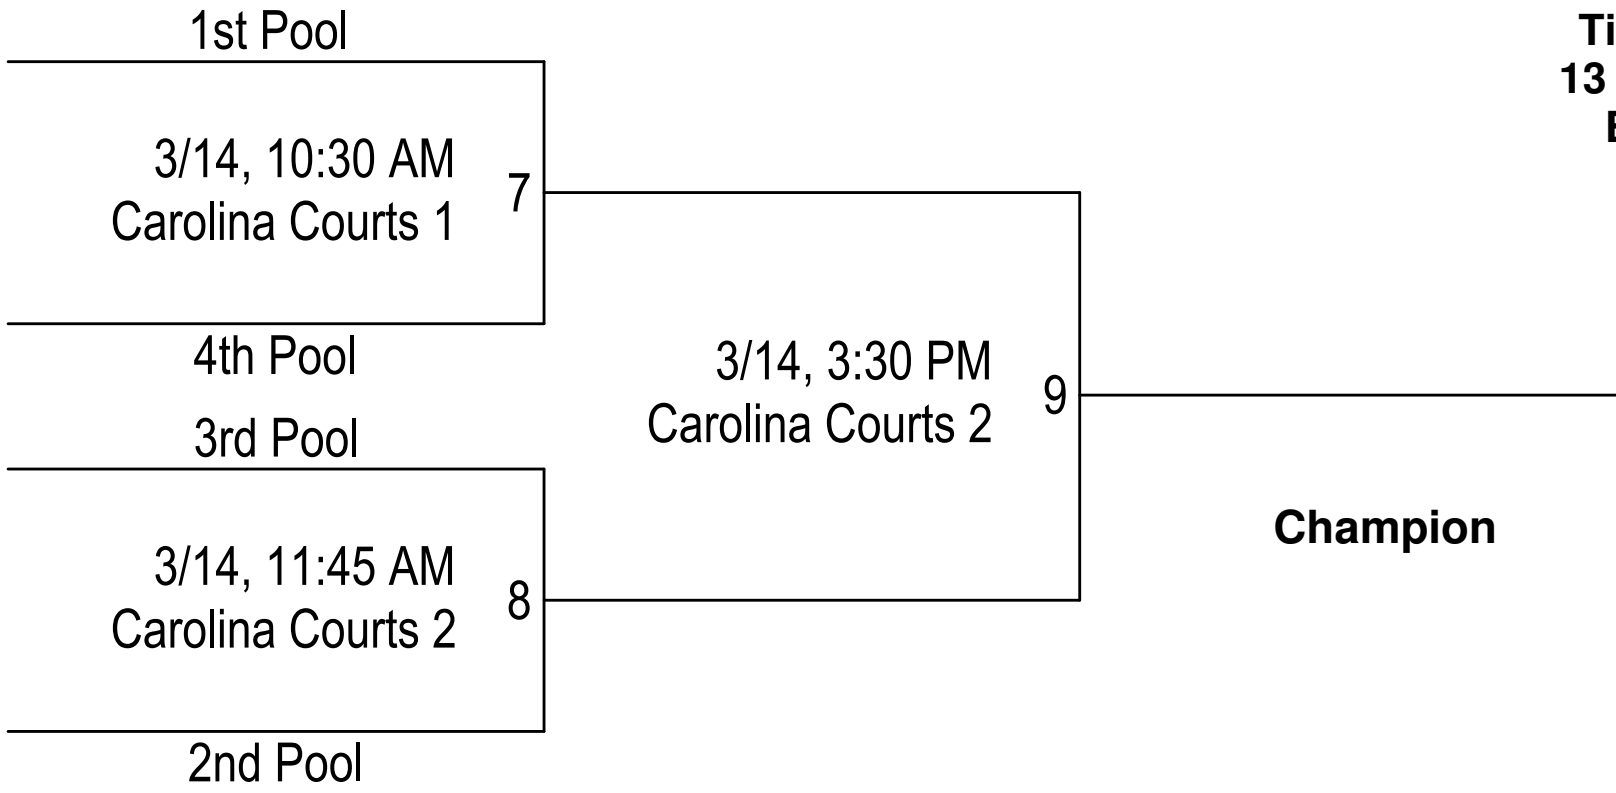 1st Pool
3/14, 10:30 AM
Carolina Courts 1
7
4th Pool
3rd Pool
3/14, 11:45 AM
Carolina Courts 2
8
2nd Pool
3/14, 3:30 PM
Carolina Courts 2
9
Champion
13